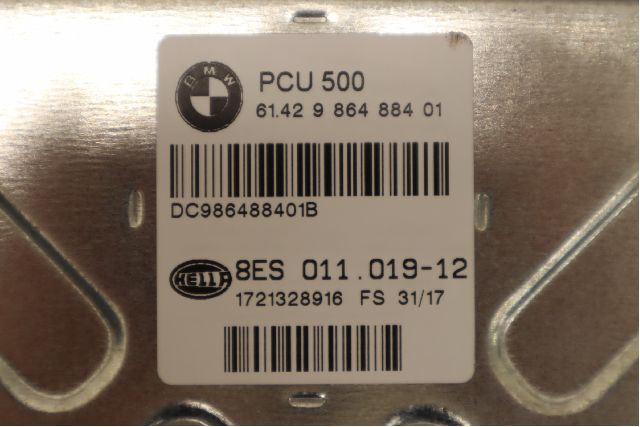 BMW
PCU 500
61.42 9 864 884 01
DC986488401B
HELLA
8ES 011.019-12
1721328916 FS 31/17